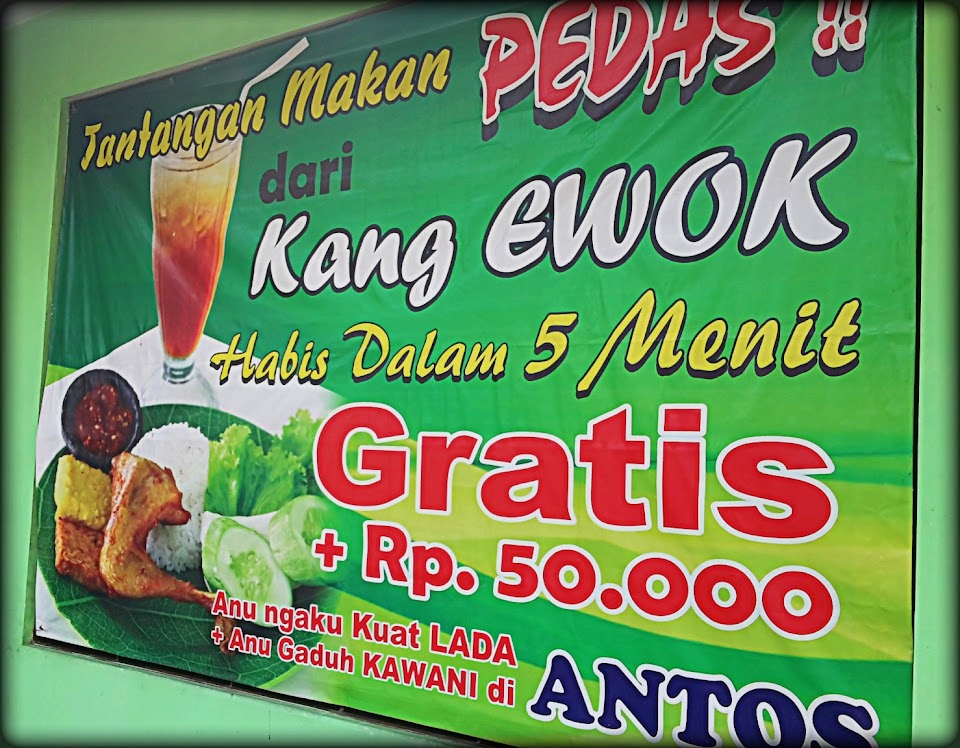 Tantangan Makan PEDAS !!
dari
Kang EWOK
Habis Dalam 5 Menit
Gratis
+ Rp. 50.000
Anu ngaku Kuat LADA
+ Anu Gaduh KAWANI di
ANTOS